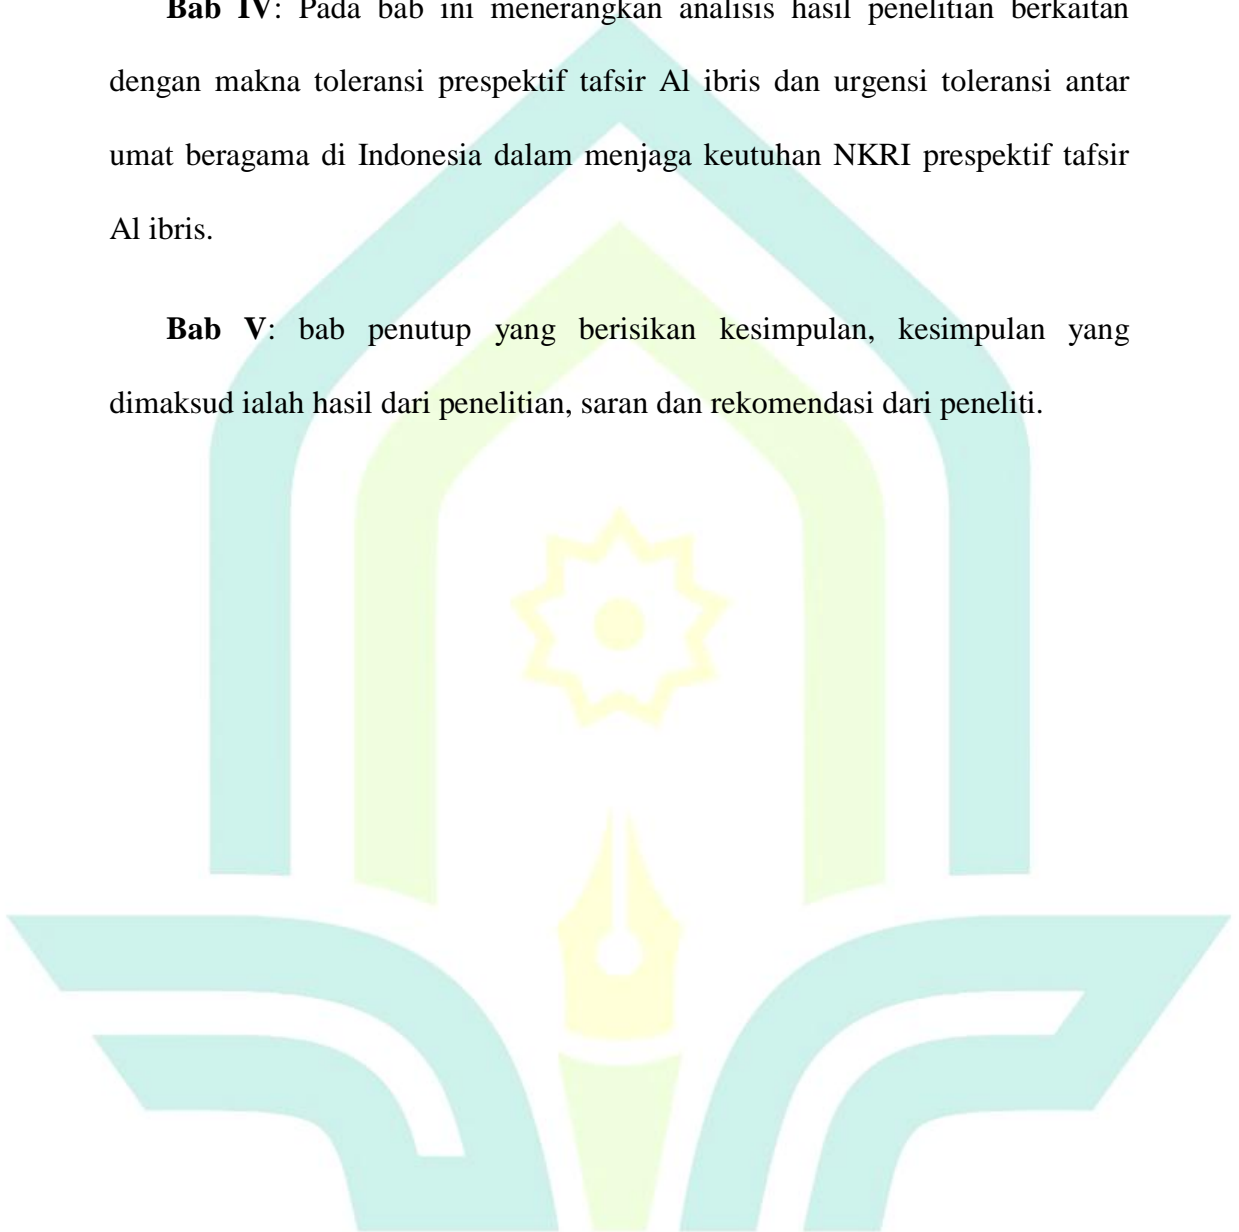 Bab IV: Pada bab ini menerangkan analisis hasil penelitian berkaitan
dengan makna toleransi prespektif tafsir Al ibris dan urgensi toleransi antar
umat beragama di Indonesia dalam menjaga keutuhan NKRI prespektif tafsir
Al ibris.
Bab V: bab penutup yang berisikan kesimpulan, kesimpulan yang
dimaksud ialah hasil dari penelitian, saran dan rekomendasi dari peneliti.